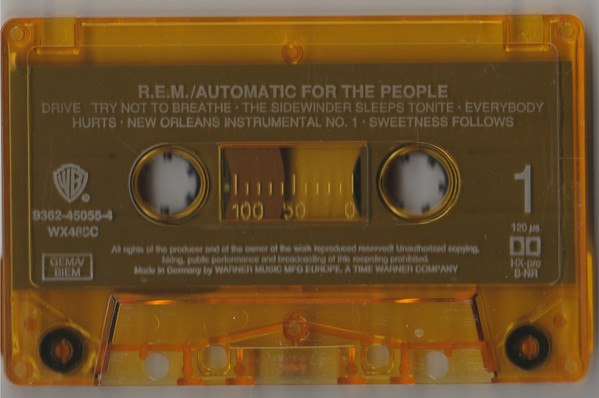 R.E.M./AUTOMATIC FOR THE PEOPLE
DRIVE TRY NOT TO BREATHE · THE SIDEWINDER SLEEPS TONITE · EVERYBODY
HURTS · NEW ORLEANS INSTRUMENTAL NO. 1 · SWEETNESS FOLLOWS
WB
®
9362-45055-4
WX488C
GEMA/
BIEM
100 50 0
1
120 µs
HX-pro
B-NR
All rights of the producer and of the owner of the work reproduced reserved! Unauthorized copying,
hiring, public performance and broadcasting of this recording prohibited.
Made in Germany by WARNER MUSIC MFG EUROPE, A TIME WARNER COMPANY